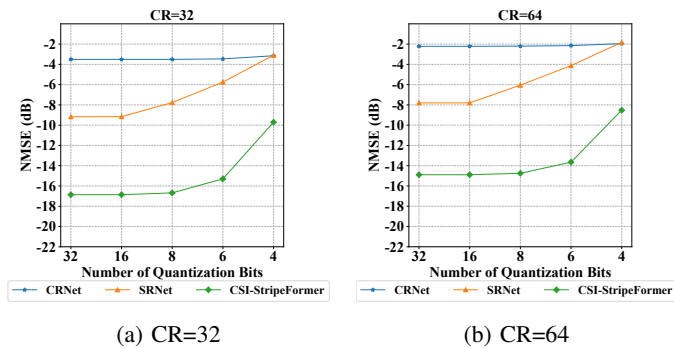 CR=32
NMSE (dB)
-2
-4
-6
-8
-10
-12
-14
-16
-18
-20
-22
32 16 8 6 4
Number of Quantization Bits
CRNet SRNet CSI-StripeFormer
(a) CR=32
CR=64
NMSE (dB)
-2
-4
-6
-8
-10
-12
-14
-16
-18
-20
-22
32 16 8 6 4
Number of Quantization Bits
CRNet SRNet CSI-StripeFormer
(b) CR=64